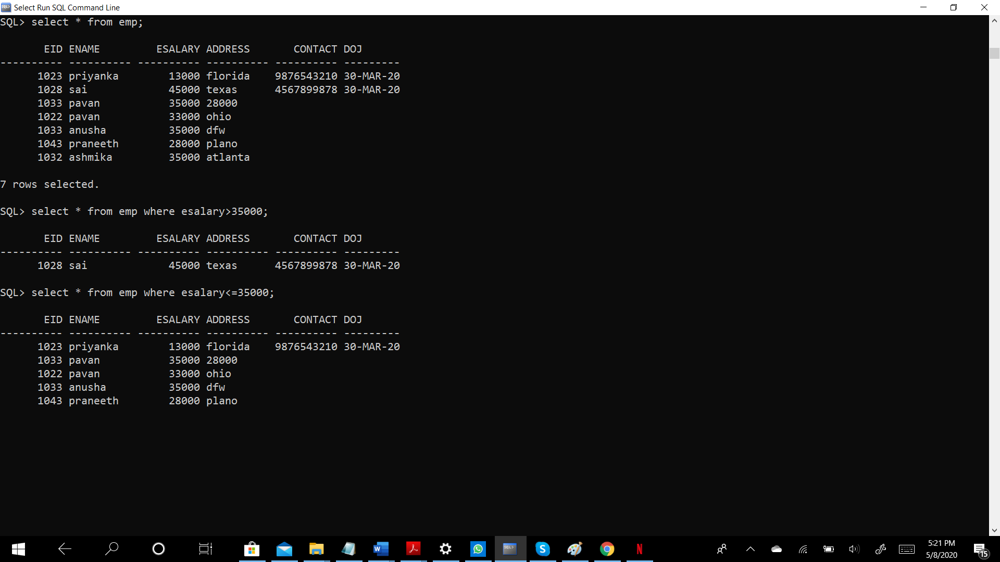 Select Run SQL Command Line
SQL> select * from emp;
       EID ENAME         ESALARY ADDRESS       CONTACT DOJ
---------- ---------- ---------- ---------- ---------- ---------
      1023 priyanka        13000 florida    9876543210 30-MAR-20
      1028 sai             45000 texas      4567899878 30-MAR-20
      1033 pavan           35000 28000
      1022 pavan           33000 ohio
      1033 anusha          35000 dfw
      1043 praneeth        28000 plano
      1032 ashmika         35000 atlanta
7 rows selected.
SQL> select * from emp where esalary>35000;
       EID ENAME         ESALARY ADDRESS       CONTACT DOJ
---------- ---------- ---------- ---------- ---------- ---------
      1028 sai             45000 texas      4567899878 30-MAR-20
SQL> select * from emp where esalary<=35000;
       EID ENAME         ESALARY ADDRESS       CONTACT DOJ
---------- ---------- ---------- ---------- ---------- ---------
      1023 priyanka        13000 florida    9876543210 30-MAR-20
      1033 pavan           35000 28000
      1022 pavan           33000 ohio
      1033 anusha          35000 dfw
      1043 praneeth        28000 plano
5:21 PM
5/8/2020
15